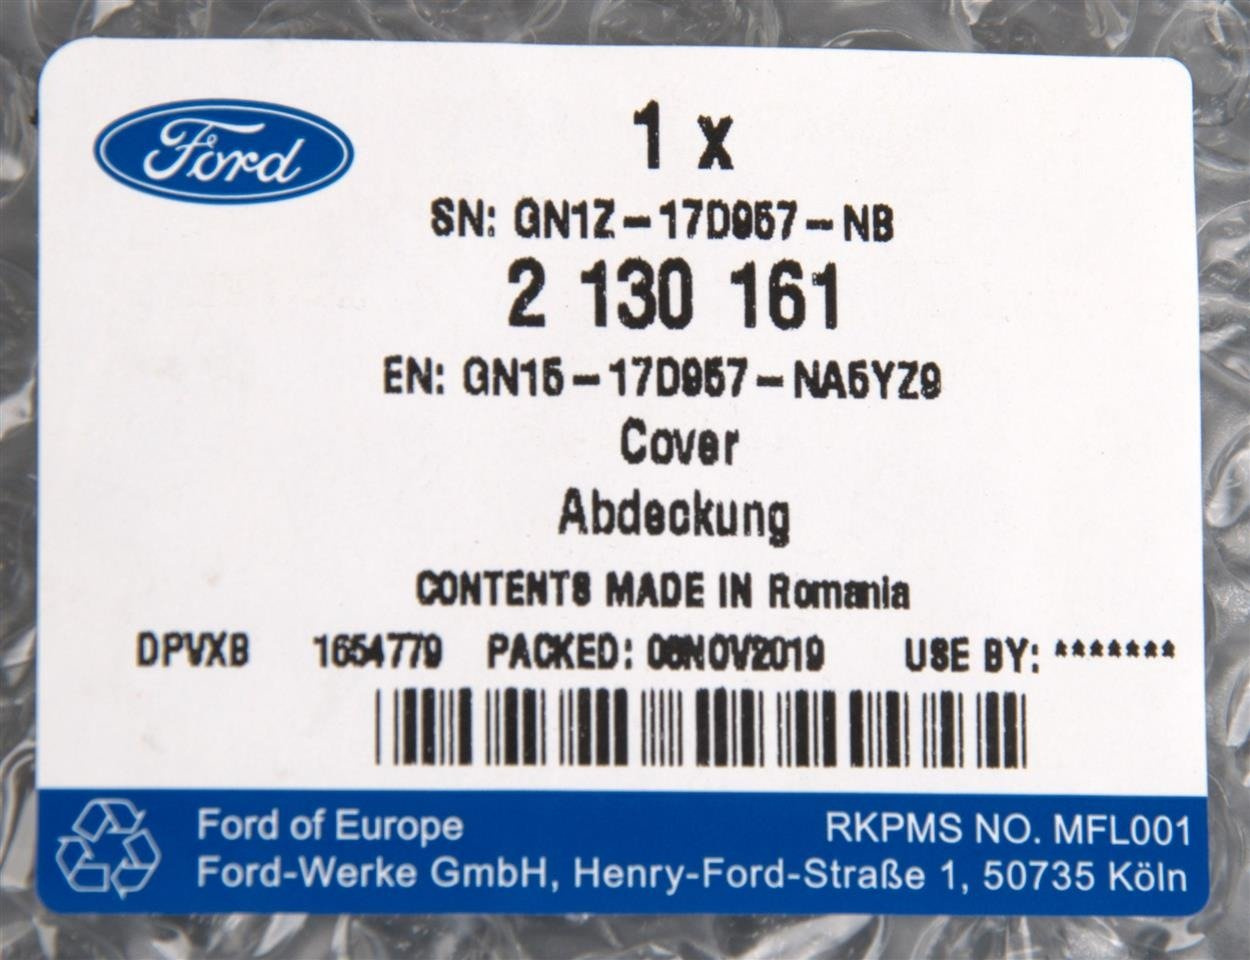 Ford
1 x
SN: GN1Z-17D957-NB
2 130 161
EN: GN15-17D957-NA5YZ9
Cover
Abdeckung
CONTENTS MADE IN Romania
DPVXB 1654779 PACKED: 06NOV2019 USE BY: *******
Ford of Europe RKPMS NO. MFL001
Ford-Werke GmbH, Henry-Ford-Straße 1, 50735 Köln